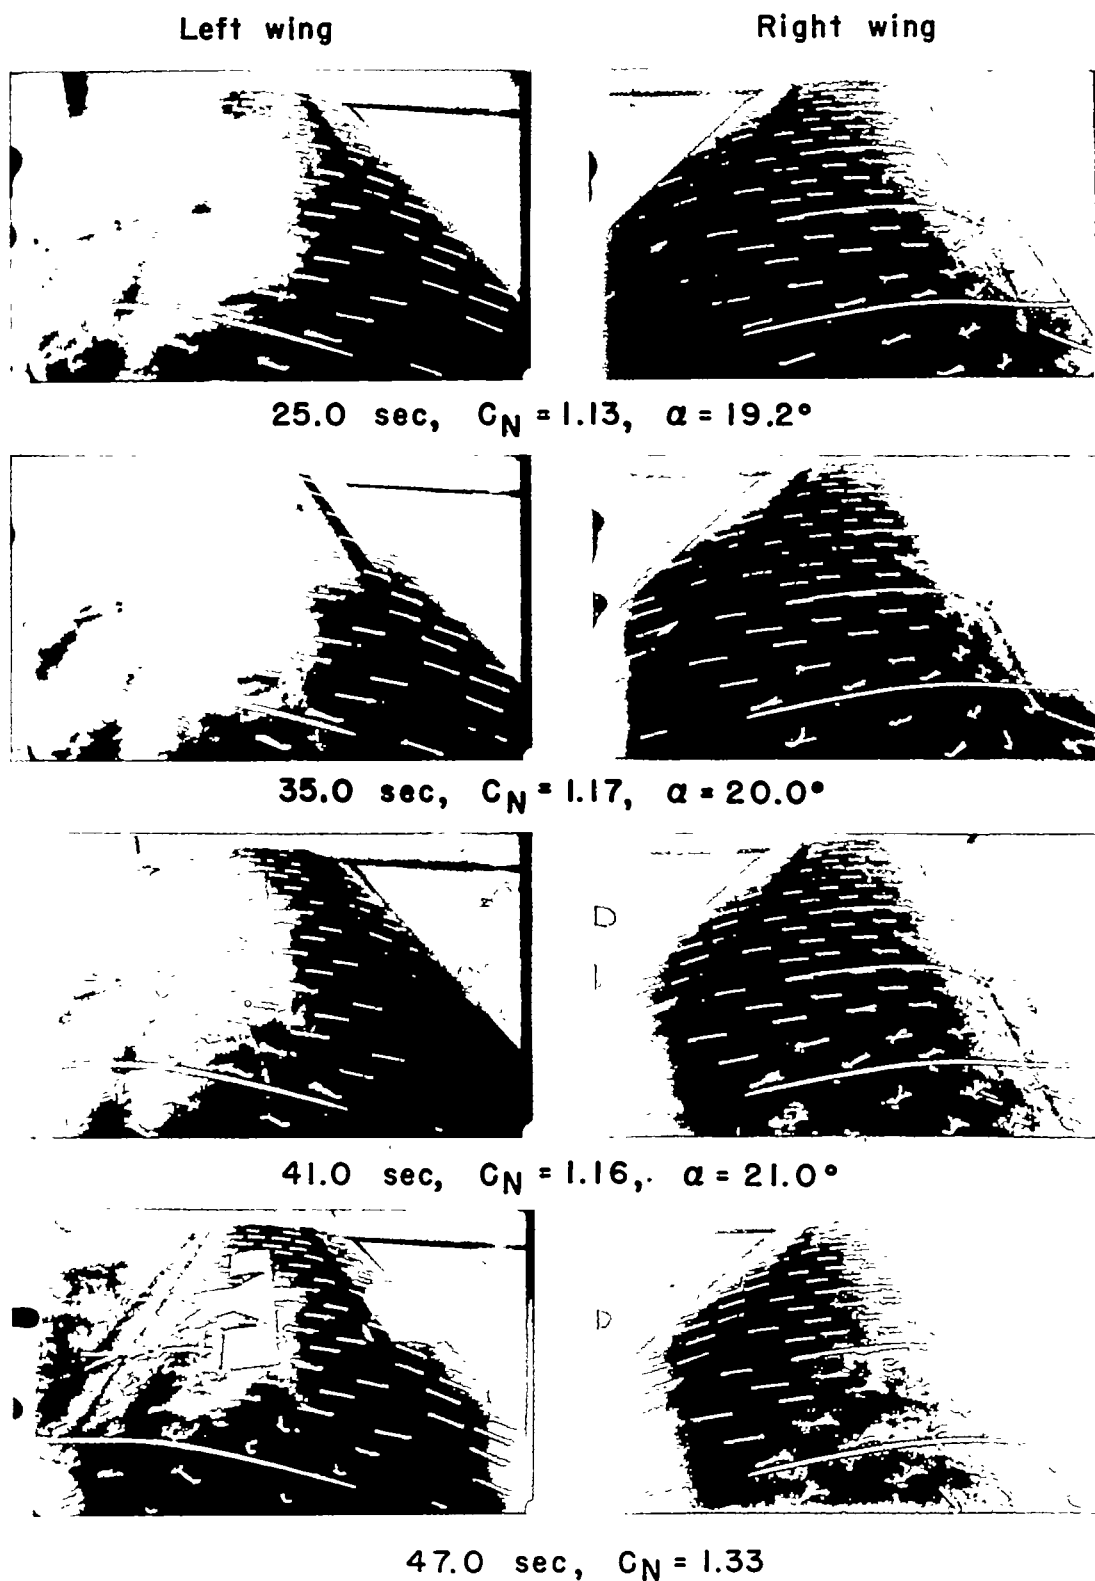 Left wing Right wing
25.0 sec, C_N = 1.13, α = 19.2°
35.0 sec, C_N = 1.17, α = 20.0°
41.0 sec, C_N = 1.16, α = 21.0°
47.0 sec, C_N = 1.33